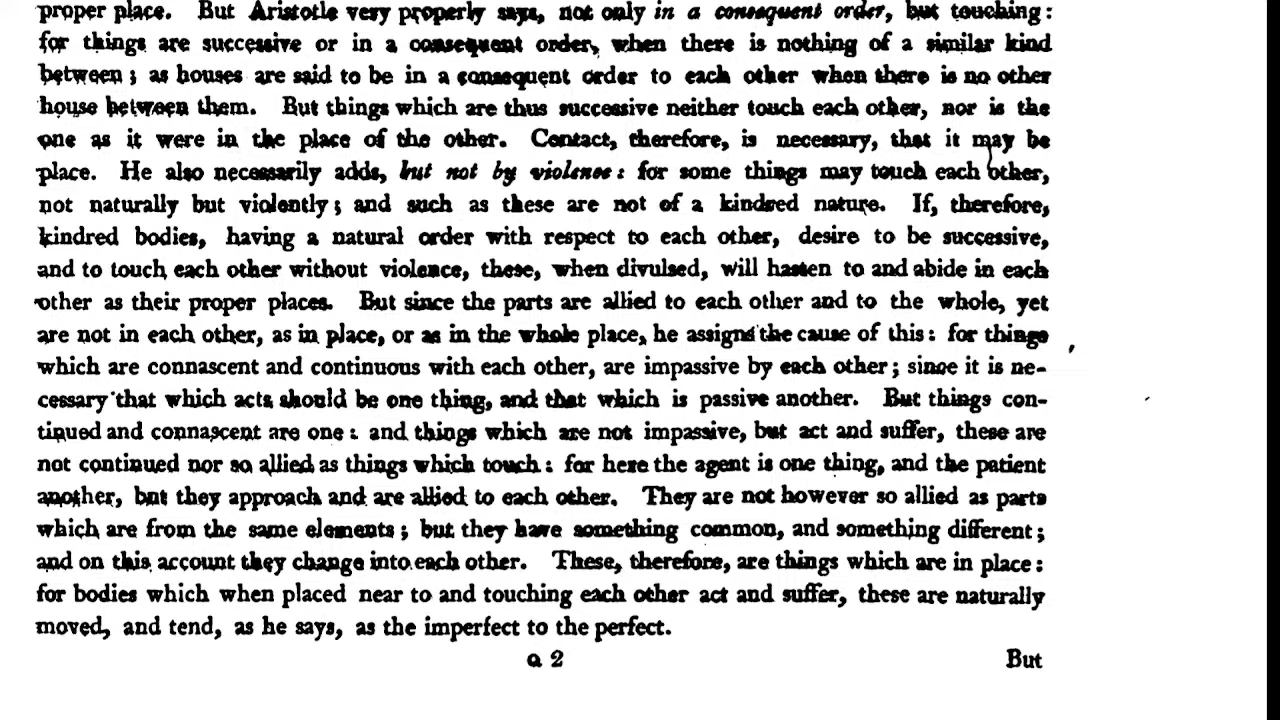 proper place. But Aristotle very properly says, not only in a consequent order, but touching:
for things are successive or in a consequent order, when there is nothing of a similar kind
between; as houses are said to be in a consequent order to each other when there is no other
house between them. But things which are thus successive neither touch each other, nor is the
one as it were in the place of the other. Contact, therefore, is necessary, that it may be
place. He also necessarily adds, but not by violence: for some things may touch each other,
not naturally but violently; and such as these are not of a kindred nature. If, therefore,
kindred bodies, having a natural order with respect to each other, desire to be successive,
and to touch each other without violence, these, when divulsed, will hasten to and abide in each
other as their proper places. But since the parts are allied to each other and to the whole, yet
are not in each other, as in place, or as in the whole place, he assigns the cause of this: for things
which are connascent and continuous with each other, are impassive by each other; since it is ne-
cessary that which acts should be one thing, and that which is passive another. But things con-
tinued and connascent are one: and things which are not impassive, but act and suffer, these are
not continued nor so allied as things which touch: for here the agent is one thing, and the patient
another, but they approach and are allied to each other. They are not however so allied as parts
which are from the same elements; but they have something common, and something different;
and on this account they change into each other. These, therefore, are things which are in place:
for bodies which when placed near to and touching each other act and suffer, these are naturally
moved, and tend, as he says, as the imperfect to the perfect.
Q 2 But